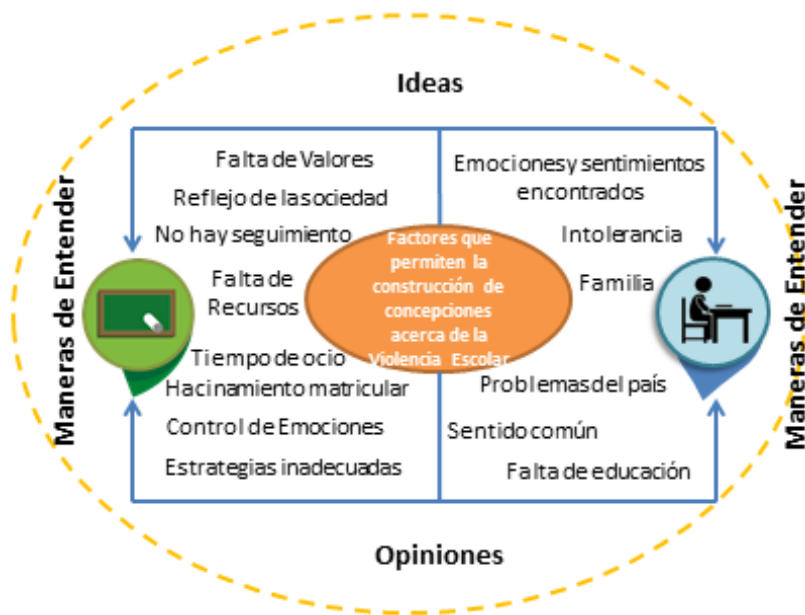 Ideas
Falta de Valores
Reflejo de la sociedad
No hay seguimiento
Falta de
Recursos
Tiempo de ocio
Hacinamiento matricular
Control de Emociones
Estrategias inadecuadas
Factores que
permiten la
construcción de
concepciones
acerca de la
Violencia Escolar
Emociones y sentimientos
encontrados
Intolerancia
Familia
Problemas del país
Sentido común
Falta de educación
Maneras de Entender
Maneras de Entender
Opiniones